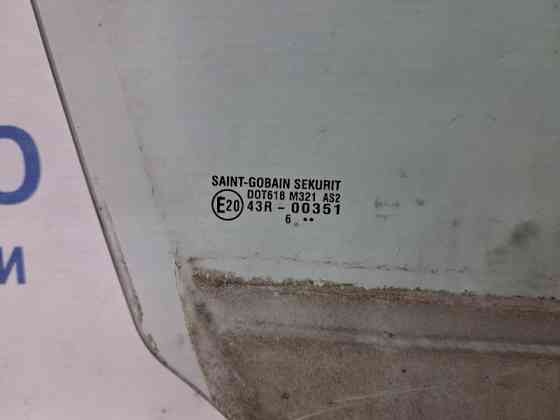 О
И
SAINT-GOBAIN SEKURIT
DOT618 M321 AS2
E20 43R - 00351
6 ..